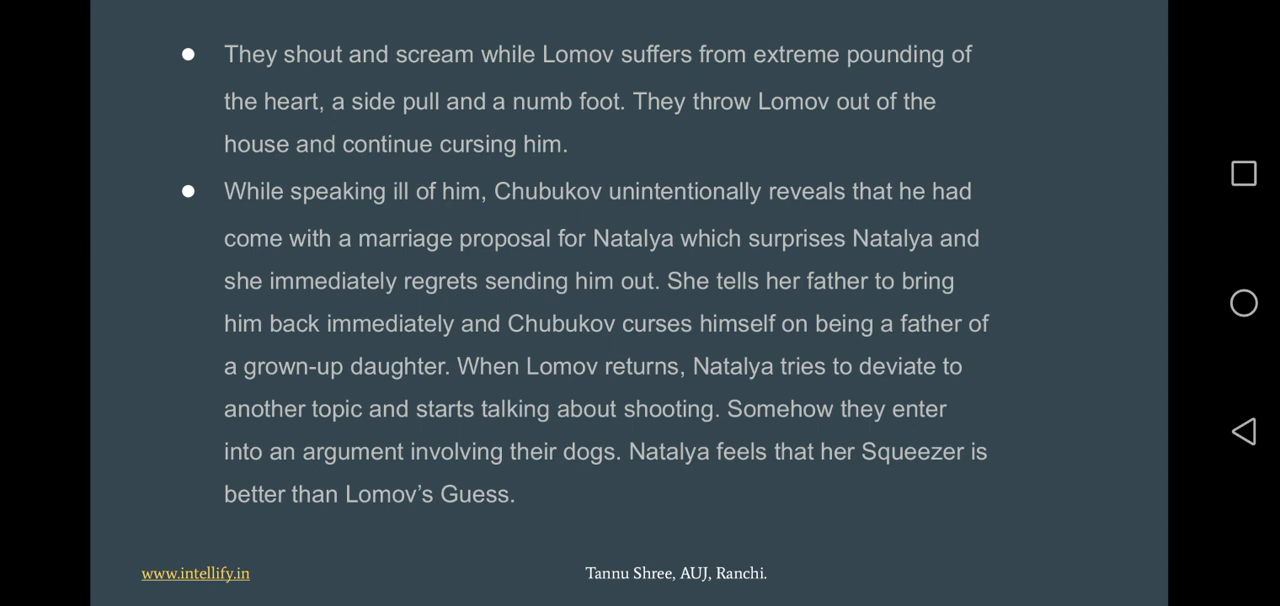 They shout and scream while Lomov suffers from extreme pounding of
the heart, a side pull and a numb foot. They throw Lomov out of the
house and continue cursing him.
While speaking ill of him, Chubukov unintentionally reveals that he had
come with a marriage proposal for Natalya which surprises Natalya and
she immediately regrets sending him out. She tells her father to bring
him back immediately and Chubukov curses himself on being a father of
a grown-up daughter. When Lomov returns, Natalya tries to deviate to
another topic and starts talking about shooting. Somehow they enter
into an argument involving their dogs. Natalya feels that her Squeezer is
better than Lomov’s Guess.
www.intellify.in Tannu Shree, AUJ, Ranchi.